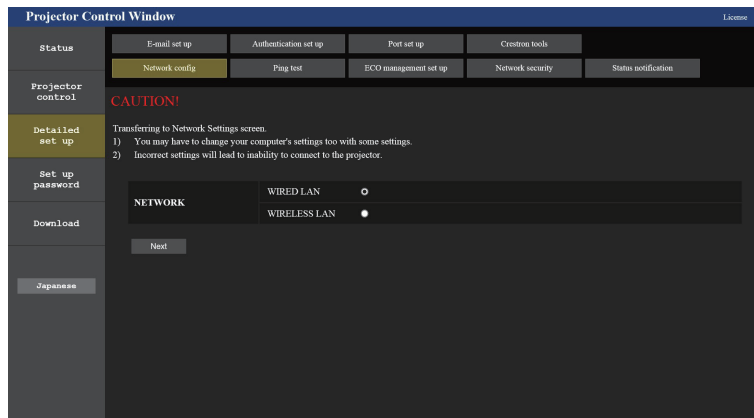 Projector Control Window
License
Status
Projector
control
Detailed
set up
Set up
password
Download
Japanese
E-mail set up
Authentication set up
Port set up
Crestron tools
Network config
Ping test
ECO management set up
Network security
Status notification
CAUTION!
Transferring to Network Settings screen.
1) You may have to change your computer's settings too with some settings.
2) Incorrect settings will lead to inability to connect to the projector.
NETWORK
WIRED LAN
WIRELESS LAN
Next